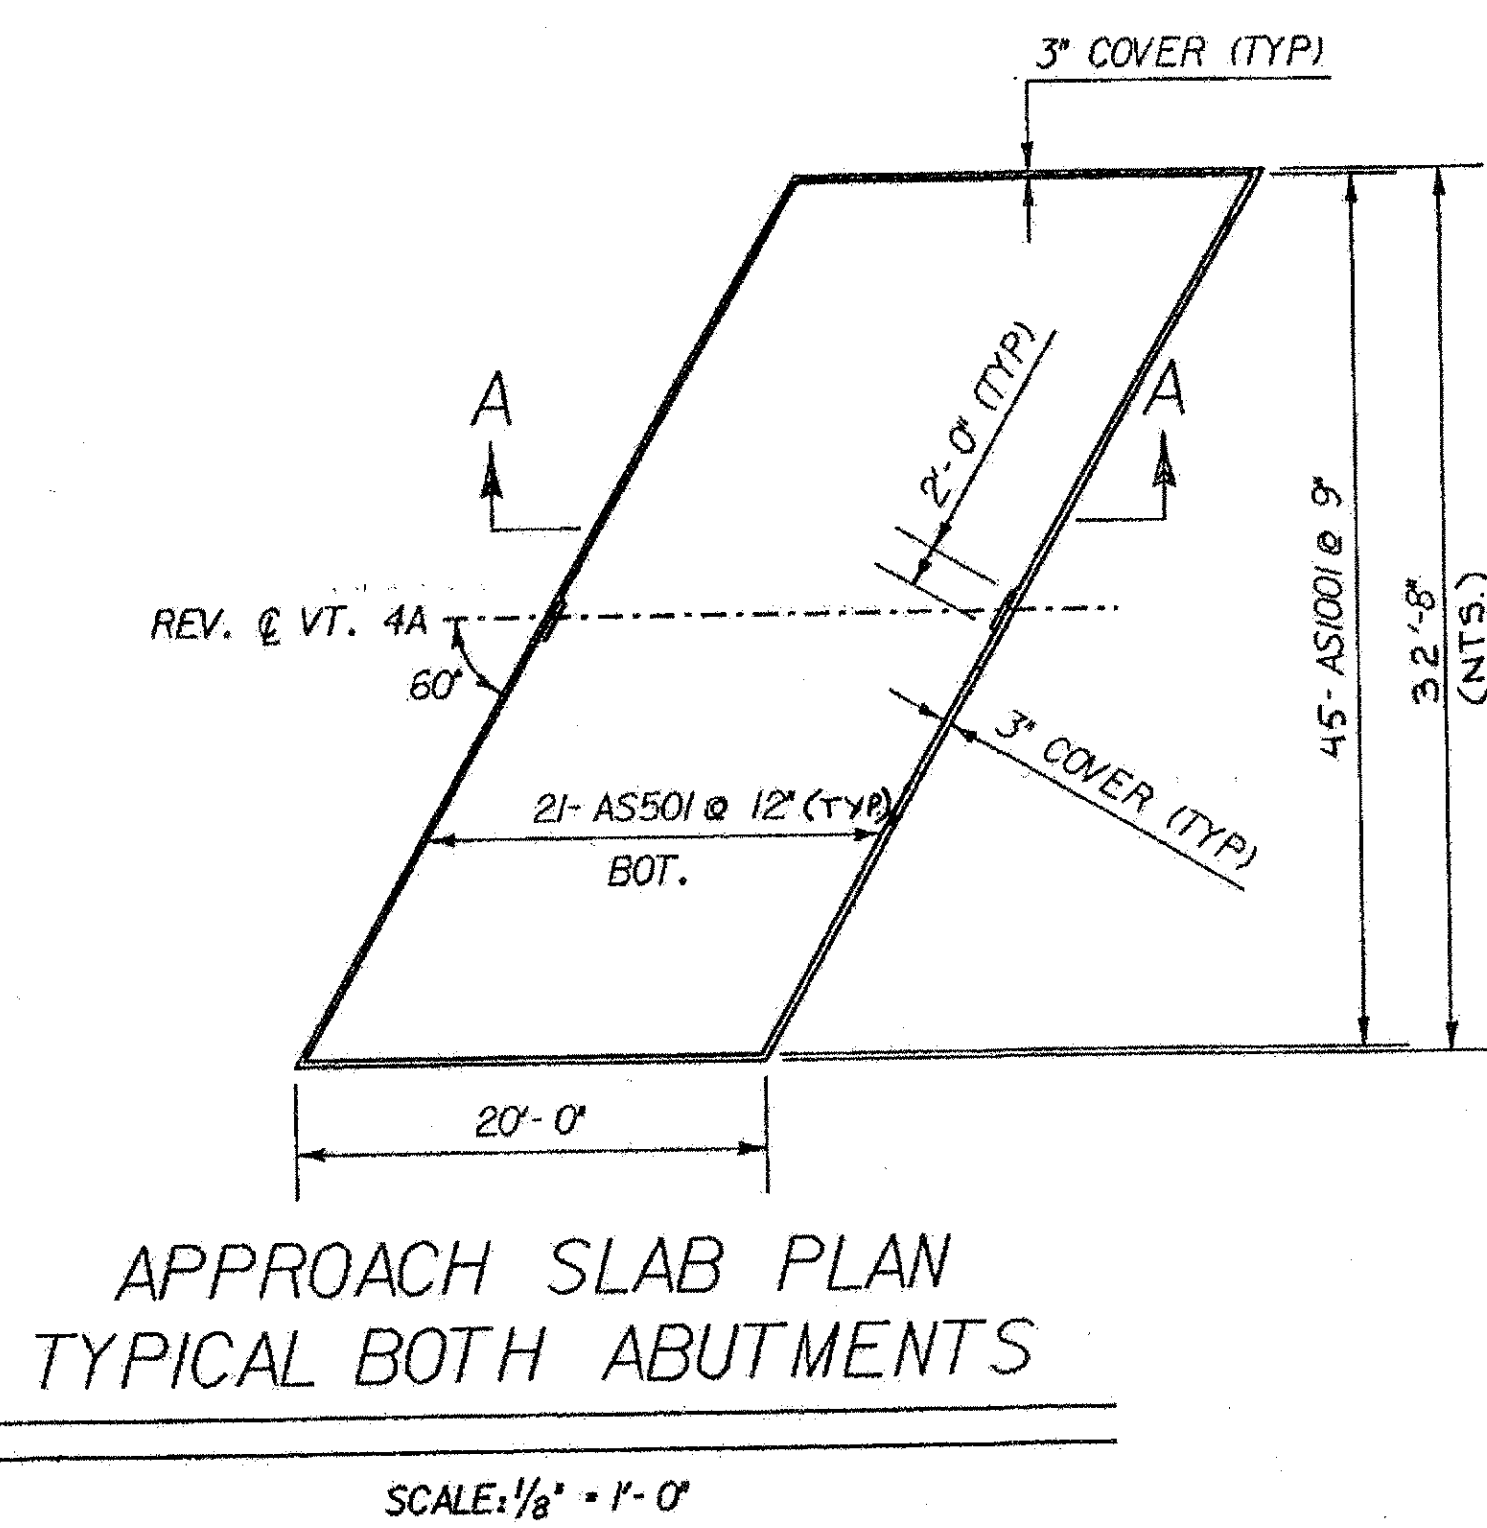 3" COVER (TYP)
A
A
2'-0" (TYP)
REV. ℄ VT. 4A
60°
45- AS1001 @ 9"
32'-8"
(NTS.)
3" COVER (TYP)
21- AS501 @ 12" (TYP.)
BOT.
20'-0"
APPROACH SLAB PLAN
TYPICAL BOTH ABUTMENTS
SCALE: 1/8" = 1'-0"